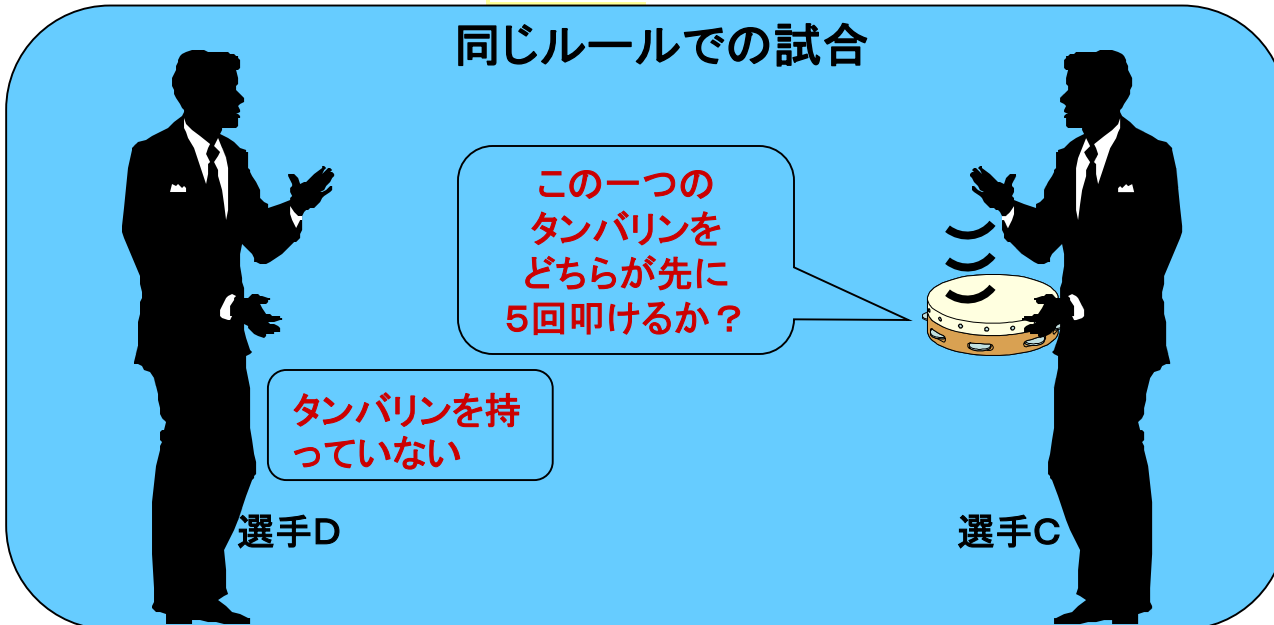 同じルールでの試合
この一つの
タンバリンを
どちらが先に
5回叩けるか？
タンバリンを持
っていない
選手D
選手C